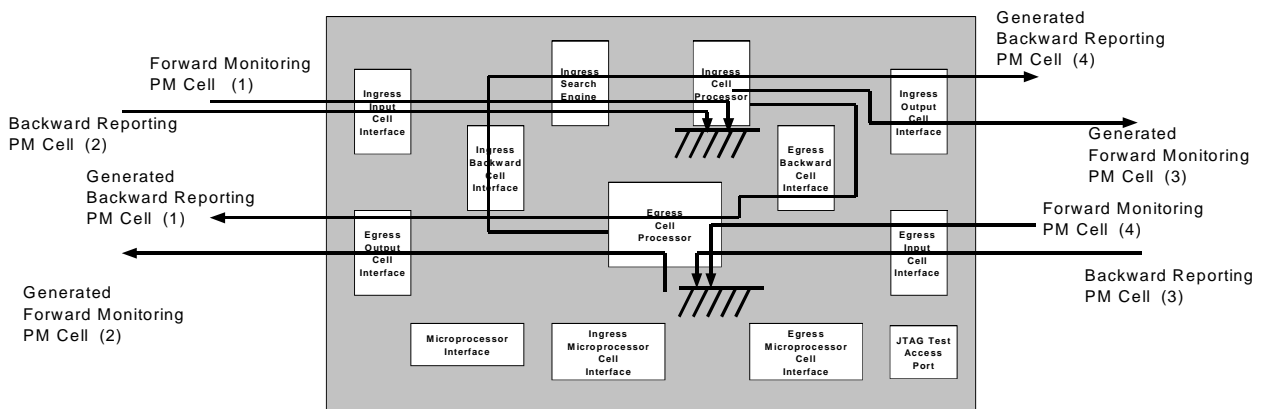 Generated
Backward Reporting
PM Cell (4)
Forward Monitoring
PM Cell (1)
Backward Reporting
PM Cell (2)
Generated
Backward Reporting
PM Cell (1)
Generated
Forward Monitoring
PM Cell (2)
Ingress
Input
Cell
Interface
Ingress
Search
Engine
Ingress
Cell
Processor
Ingress
Output
Cell
Interface
Ingress
Backward
Cell
Interface
Egress
Backward
Cell
Interface
Egress
Cell
Processor
Egress
Output
Cell
Interface
Egress
Input
Cell
Interface
Generated
Forward Monitoring
PM Cell (3)
Forward Monitoring
PM Cell (4)
Backward Reporting
PM Cell (3)
Microprocessor
Interface
Ingress
Microprocessor
Cell
Interface
Egress
Microprocessor
Cell
Interface
JTAG Test
Access
Port